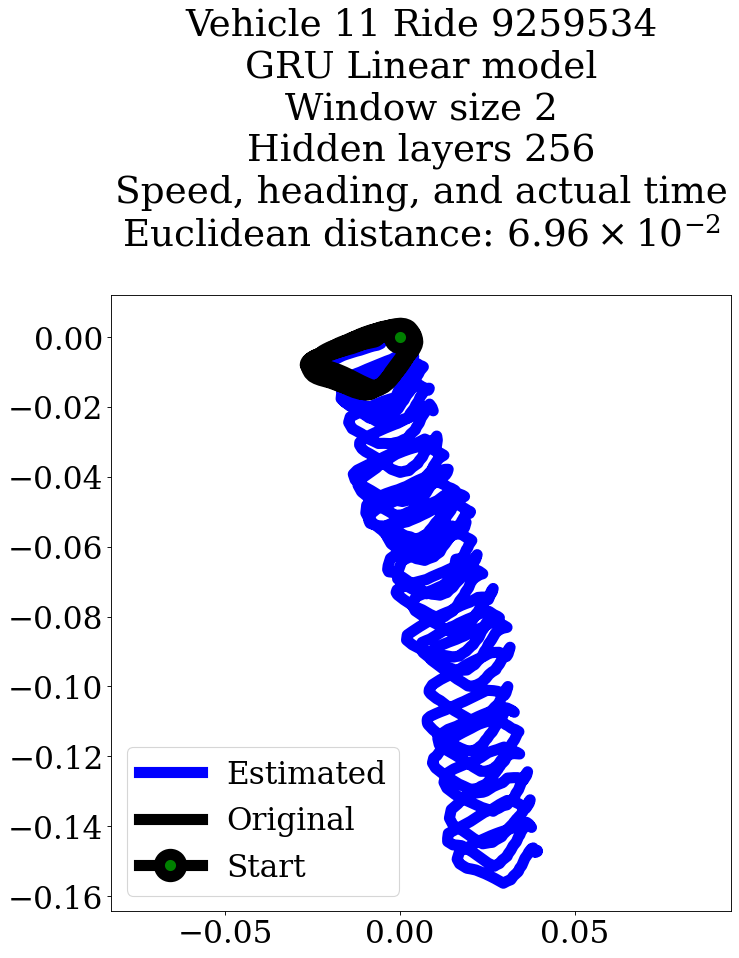 Vehicle 11 Ride 9259534
GRU Linear model
Window size 2
Hidden layers 256
Speed, heading, and actual time
Euclidean distance: 6.96 × 10⁻²
0.00
−0.02
−0.04
−0.06
−0.08
−0.10
−0.12
−0.14
−0.16
Estimated
Original
Start
−0.05 0.00 0.05